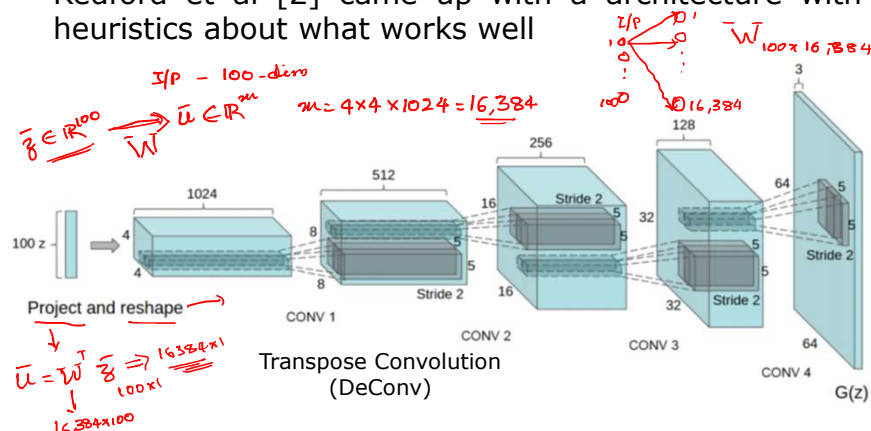 Redford et al [2] came up with a architecture with
heuristics about what works well
I/P - 100-dim
z̄ ∈ ℝ¹⁰⁰ → ū ∈ ℝᵐ
W̄
m = 4×4×1024 = 16,384
I/P
1
1
100
16,384
W̄ 100×16,384
100 z
Project and reshape
1024
4
4
CONV 1
512
8
8
5
5
Stride 2
CONV 2
256
16
16
Stride 2
5
5
CONV 3
128
32
32
5
5
Stride 2
CONV 4
3
64
64
5
5
Stride 2
G(z)
ū = W̄ᵀ z̄ ⇒ 16384×1
100×1
16384×100
Transpose Convolution
(DeConv)